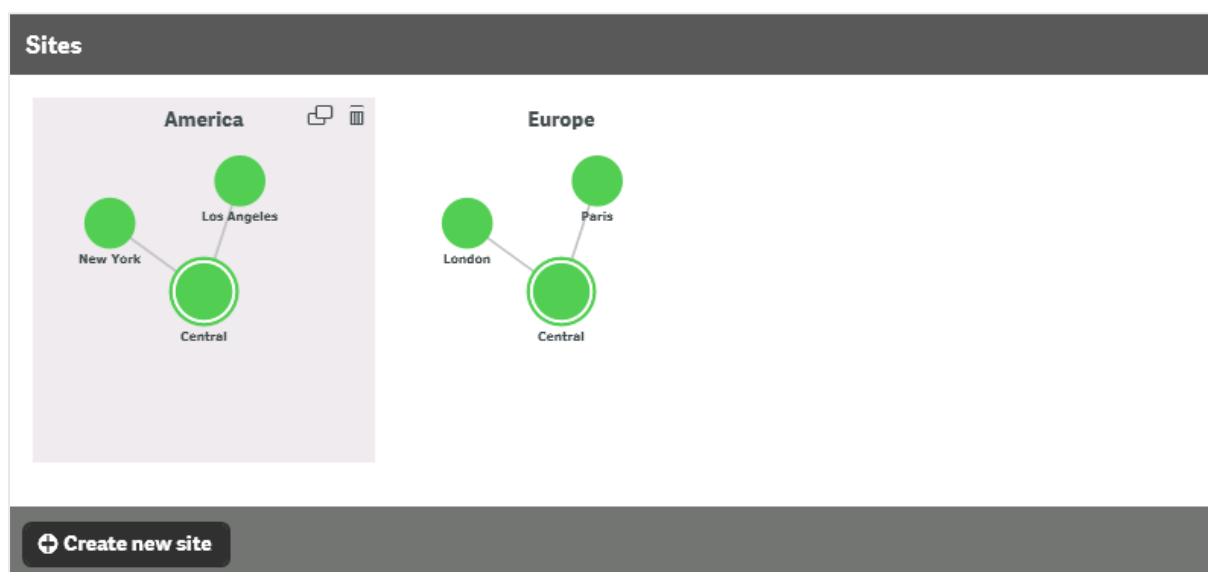 Sites
America
Los Angeles
New York
Central
Europe
Paris
London
Central
Create new site